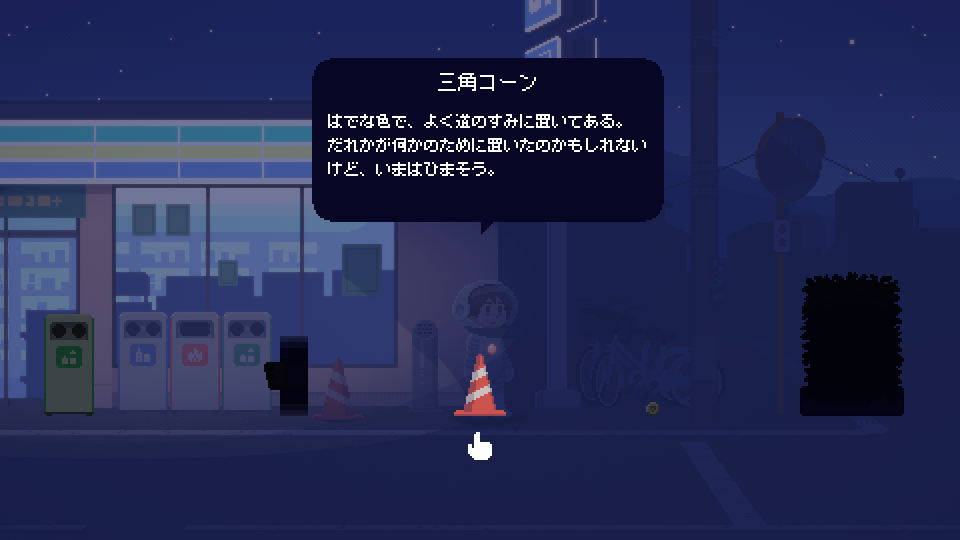 三角コーン
はでな色で、よく道のすみに置いてある。
だれかが何かのために置いたのかもしれない
けど、いまはひまそう。